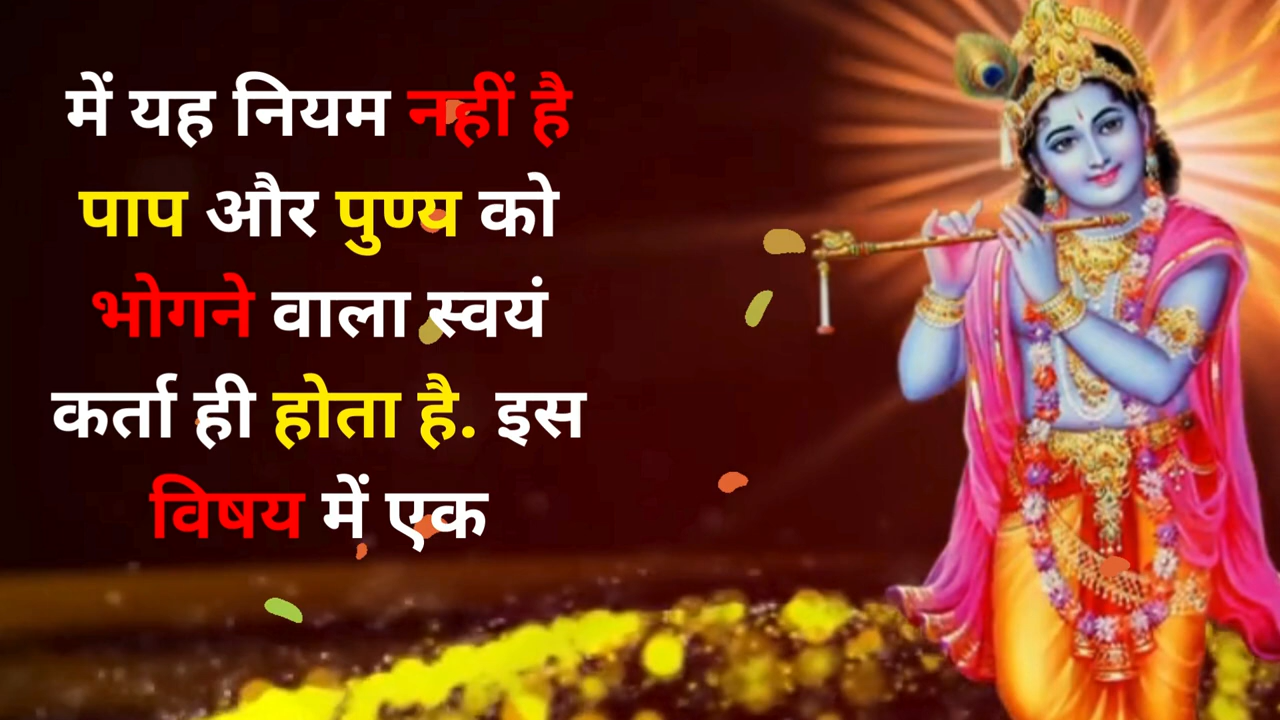 में यह नियम नहीं है
पाप और पुण्य को
भोगने वाला स्वयं
कर्ता ही होता है. इस
विषय में एक